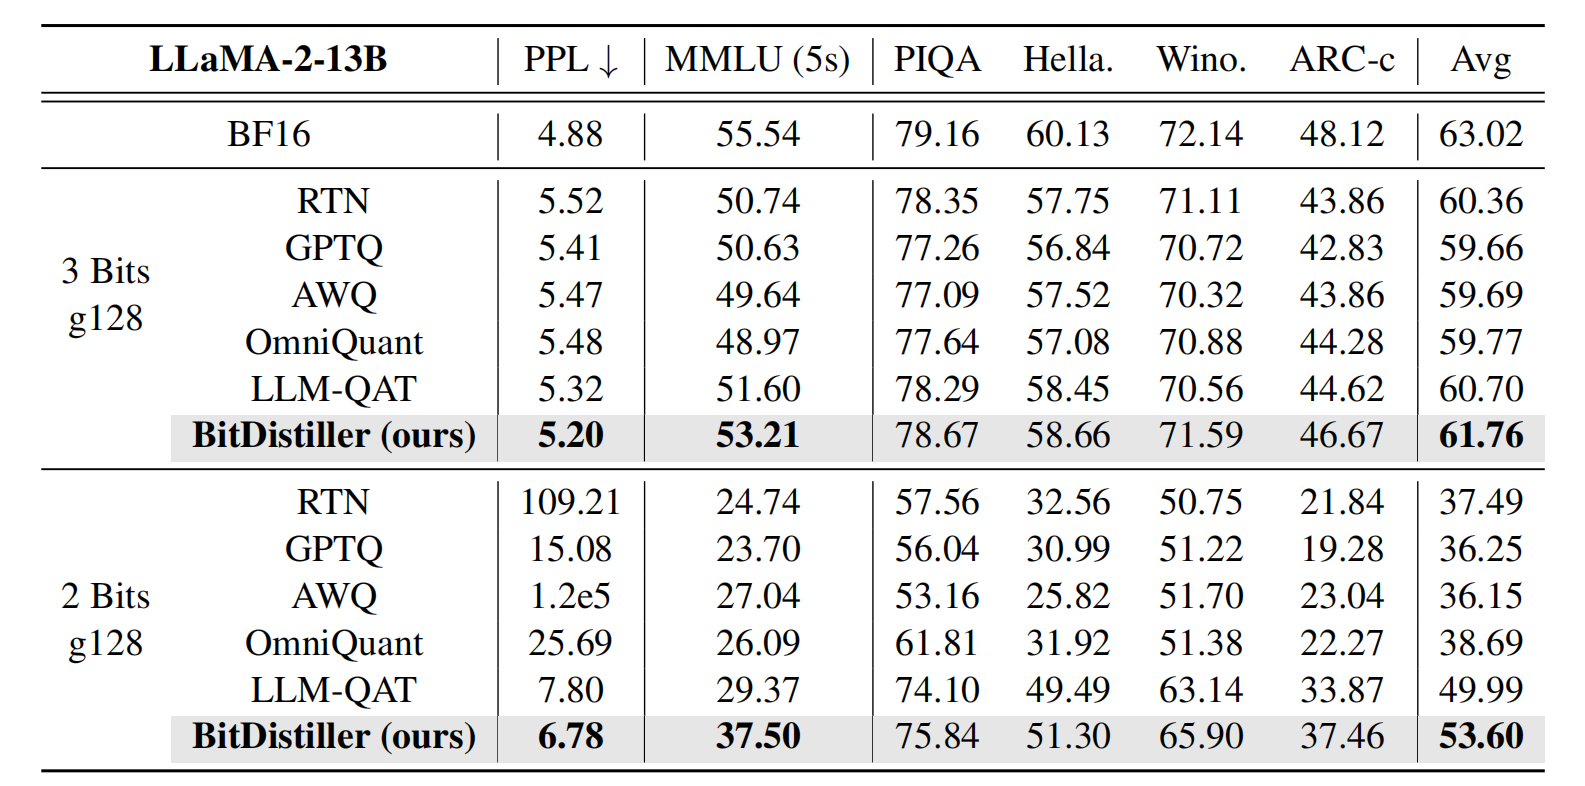 LLaMA-2-13B PPL ↓ MMLU (5s) PIQA Hella. Wino. ARC-c Avg
BF16 4.88 55.54 79.16 60.13 72.14 48.12 63.02
3 Bits g128
RTN 5.52 50.74 78.35 57.75 71.11 43.86 60.36
GPTQ 5.41 50.63 77.26 56.84 70.72 42.83 59.66
AWQ 5.47 49.64 77.09 57.52 70.32 43.86 59.69
OmniQuant 5.48 48.97 77.64 57.08 70.88 44.28 59.77
LLM-QAT 5.32 51.60 78.29 58.45 70.56 44.62 60.70
BitDistiller (ours) 5.20 53.21 78.67 58.66 71.59 46.67 61.76
2 Bits g128
RTN 109.21 24.74 57.56 32.56 50.75 21.84 37.49
GPTQ 15.08 23.70 56.04 30.99 51.22 19.28 36.25
AWQ 1.2e5 27.04 53.16 25.82 51.70 23.04 36.15
OmniQuant 25.69 26.09 61.81 31.92 51.38 22.27 38.69
LLM-QAT 7.80 29.37 74.10 49.49 63.14 33.87 49.99
BitDistiller (ours) 6.78 37.50 75.84 51.30 65.90 37.46 53.60